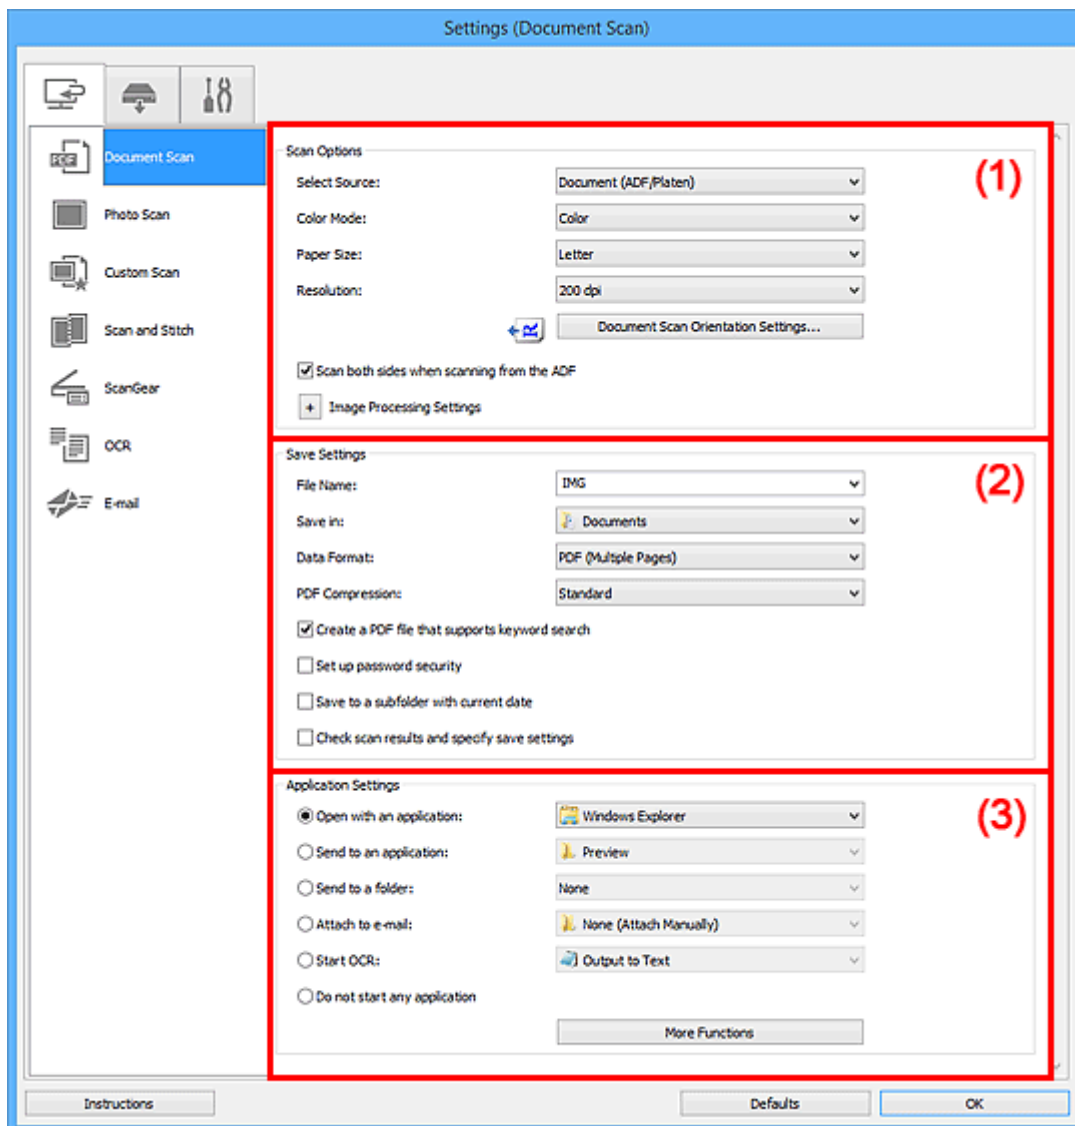 Settings (Document Scan)
Document Scan
Photo Scan
Custom Scan
Scan and Stitch
ScanGear
OCR
E-mail
Scan Options
(1)
Select Source: Document (ADF/Platen)
Color Mode: Color
Paper Size: Letter
Resolution: 200 dpi
Document Scan Orientation Settings...
Scan both sides when scanning from the ADF
+ Image Processing Settings
Save Settings
(2)
File Name: IMG
Save in: Documents
Data Format: PDF (Multiple Pages)
PDF Compression: Standard
Create a PDF file that supports keyword search
Set up password security
Save to a subfolder with current date
Check scan results and specify save settings
Application Settings
(3)
Open with an application: Windows Explorer
Send to an application: Preview
Send to a folder: None
Attach to e-mail: None (Attach Manually)
Start OCR: Output to Text
Do not start any application
More Functions
Instructions Defaults OK